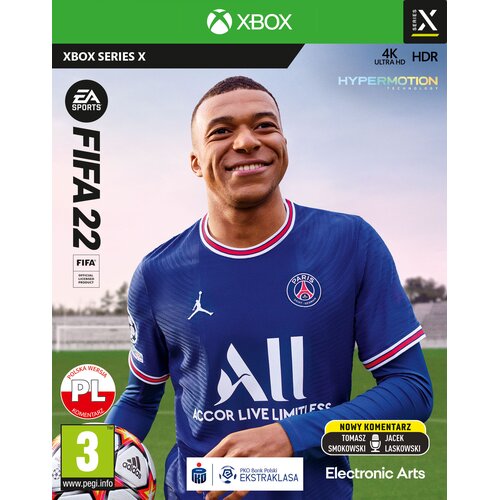 XBOX
SERIES
X
XBOX SERIES X
4K
ULTRA HD
HDR
HYPERMOTION
TECHNOLOGY
EA
SPORTS
FIFA 22
FIFA
OFFICIAL
LICENSED
PRODUCT
PARIS
All
ACCOR LIVE LIMITLESS
POLSKA WERSJA
PL
KOMENTARZ
3
www.pegi.info
PKO Bank Polski
EKSTRAKLASA
NOWY KOMENTARZ
TOMASZ
SMOKOWSKI
JACEK
LASKOWSKI
Electronic Arts